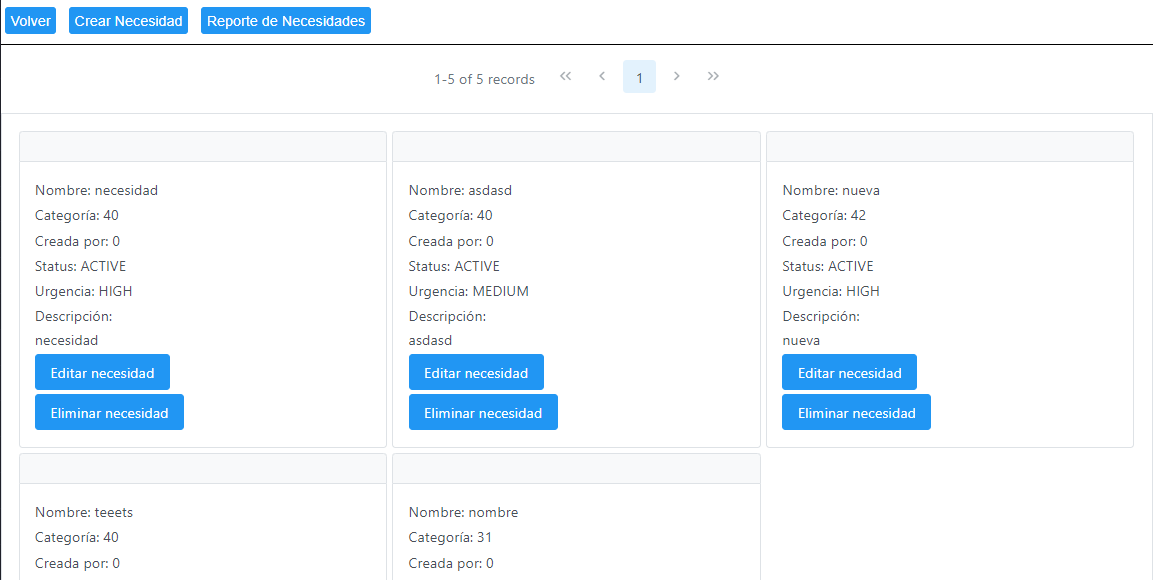 Volver Crear Necesidad Reporte de Necesidades
1-5 of 5 records 1
Nombre: necesidad
Categoría: 40
Creada por: 0
Status: ACTIVE
Urgencia: HIGH
Descripción:
necesidad
Editar necesidad
Eliminar necesidad
Nombre: asdasd
Categoría: 40
Creada por: 0
Status: ACTIVE
Urgencia: MEDIUM
Descripción:
asdasd
Editar necesidad
Eliminar necesidad
Nombre: nueva
Categoría: 42
Creada por: 0
Status: ACTIVE
Urgencia: HIGH
Descripción:
nueva
Editar necesidad
Eliminar necesidad
Nombre: teeets
Categoría: 40
Creada por: 0
Nombre: nombre
Categoría: 31
Creada por: 0